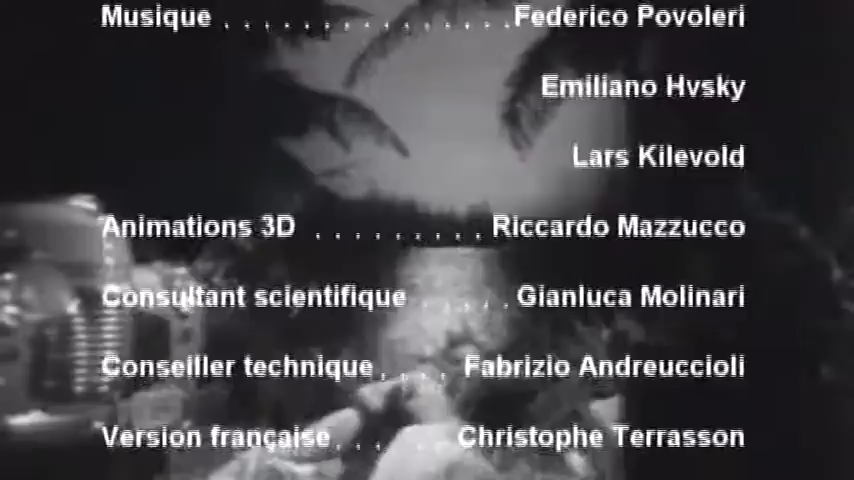 Musique . . . . . . . . . . . . . . . . Federico Povoleri
Emiliano Hvsky
Lars Kilevold
Animations 3D . . . . . . . . . Riccardo Mazzucco
Consultant scientifique . . . . . Gianluca Molinari
Conseiller technique . . . . Fabrizio Andreuccioli
Version française . . . . . Christophe Terrasson